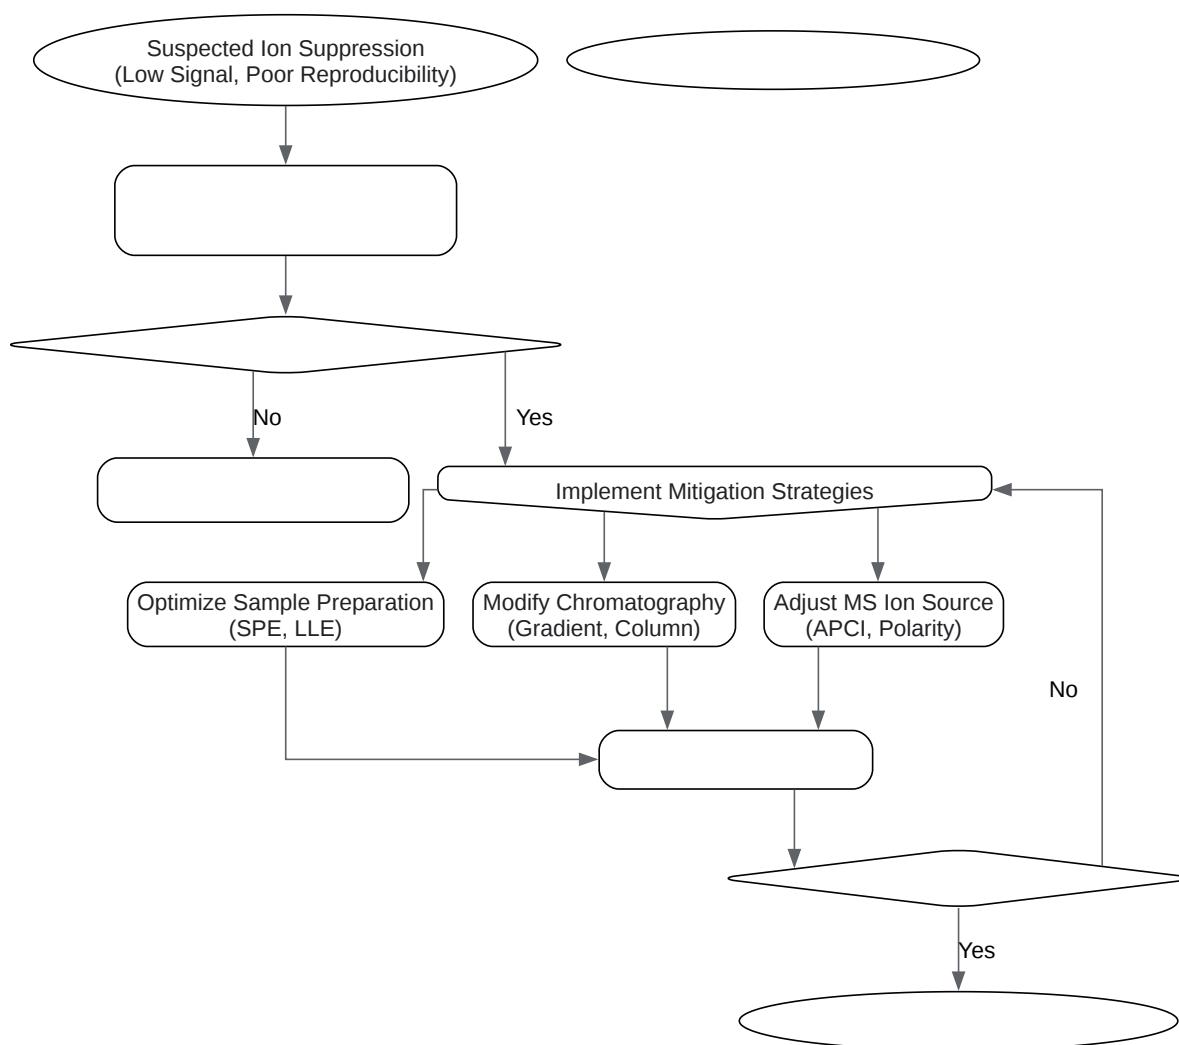 Suspected Ion Suppression
(Low Signal, Poor Reproducibility)
No
Yes
Implement Mitigation Strategies
Optimize Sample Preparation
(SPE, LLE)
Modify Chromatography
(Gradient, Column)
Adjust MS Ion Source
(APCI, Polarity)
No
Yes